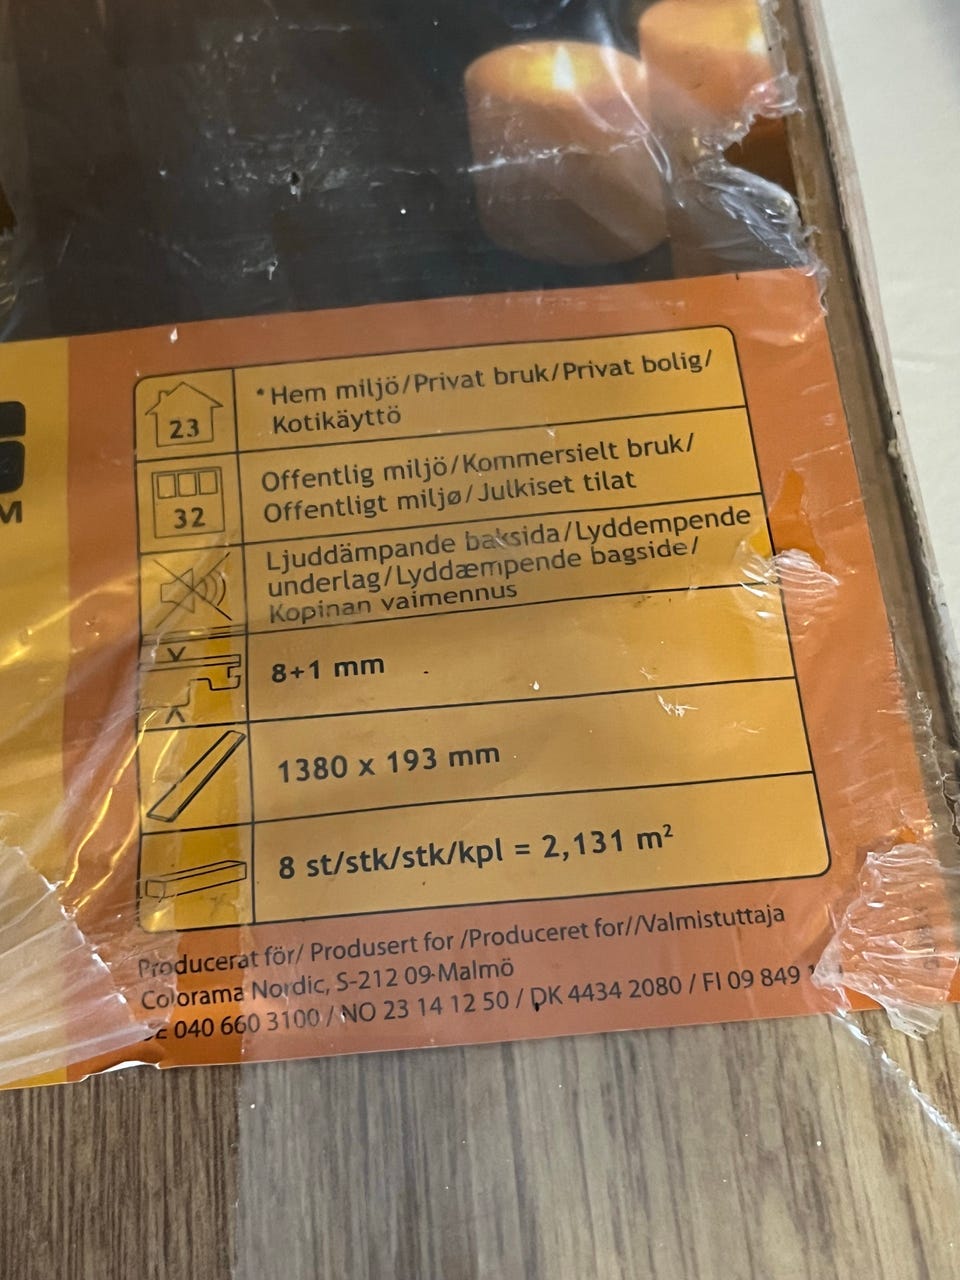 M
23
* Hem miljö/Privat bruk/Privat bolig/
Kotikäyttö
32
Offentlig miljö/Kommersielt bruk/
Offentligt miljø/Julkiset tilat
Ljuddämpande baksida/Lyddempende
underlag/Lyddæmpende bagside/
Kopinan vaimennus
8+1 mm
1380 x 193 mm
8 st/stk/stk/kpl = 2,131 m²
Producerat för/ Produsert for /Produceret for//Valmistuttaja
Colorama Nordic, S-212 09 Malmö
SE 040 660 3100 / NO 23 14 12 50 / DK 4434 2080 / FI 09 849